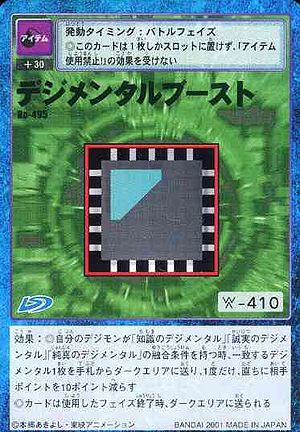 アイテム
+30
発動タイミング：バトルフェイズ
◎このカードは1枚しかスロットに置けず、「アイテム
使用禁止!」の効果を受けない
デジメンタルブースト
Bo-495
-410
効果：◎自分のデジモンが「知識のデジメンタル」「誠実のデジメ
ンタル」「純真のデジメンタル」の融合条件を持つ時、一致するデジメ
ンタル1枚を手札からダークエリアに送り、1度だけ、直ちに相手
ポイントを10ポイント減らす
◎カードは使用したフェイズ終了時、ダークエリアに送られる
©本郷あきよし・東映アニメーション
BANDAI 2001 MADE IN JAPAN